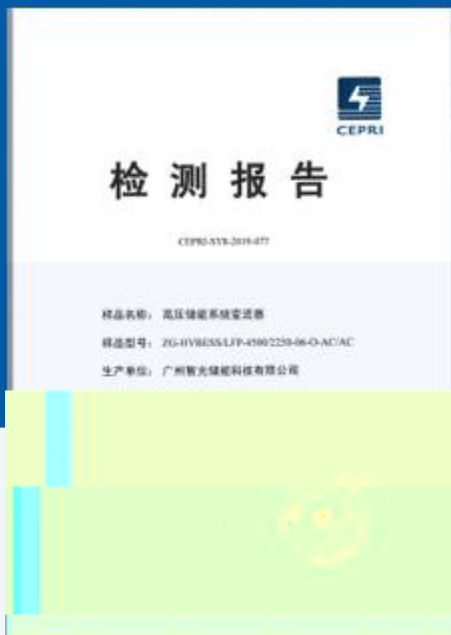 CEPRI
检测报告
CEPRI-SY8-2019-077
样品名称： 高压储能系统变流器
样品型号： ZG-HVBESS/LFP-4500/2250-06-O-AC/AC
生产单位： 广州智光储能科技有限公司